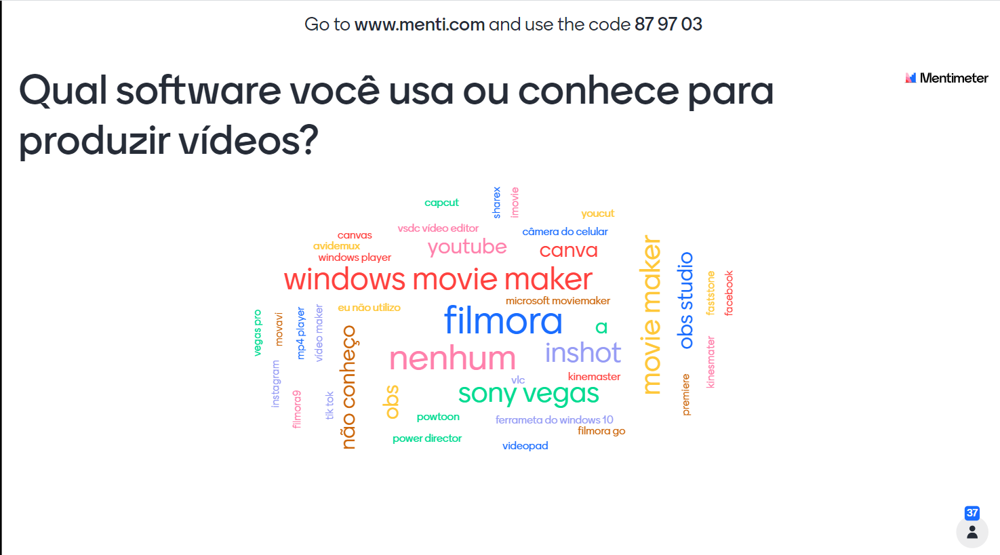 Go to www.menti.com and use the code 87 97 03
Qual software você usa ou conhece para
produzir vídeos?
Mentimeter
capcut
sharex
imovie
youcut
vsdc vídeo editor
câmera do celular
canvas
avidemux
windows player
youtube
canva
windows movie maker
microsoft moviemaker
eu não utilizo
filmora
a
movie maker
obs studio
faststone
facebook
vegas pro
movavi
mp4 player
vídeo maker
não conheço
nenhum
inshot
vlc
kinemaster
kinesmater
premiere
instagram
filmora9
tik tok
obs
sony vegas
powtoon
ferrameta do windows 10
filmora go
power director
videopad
37